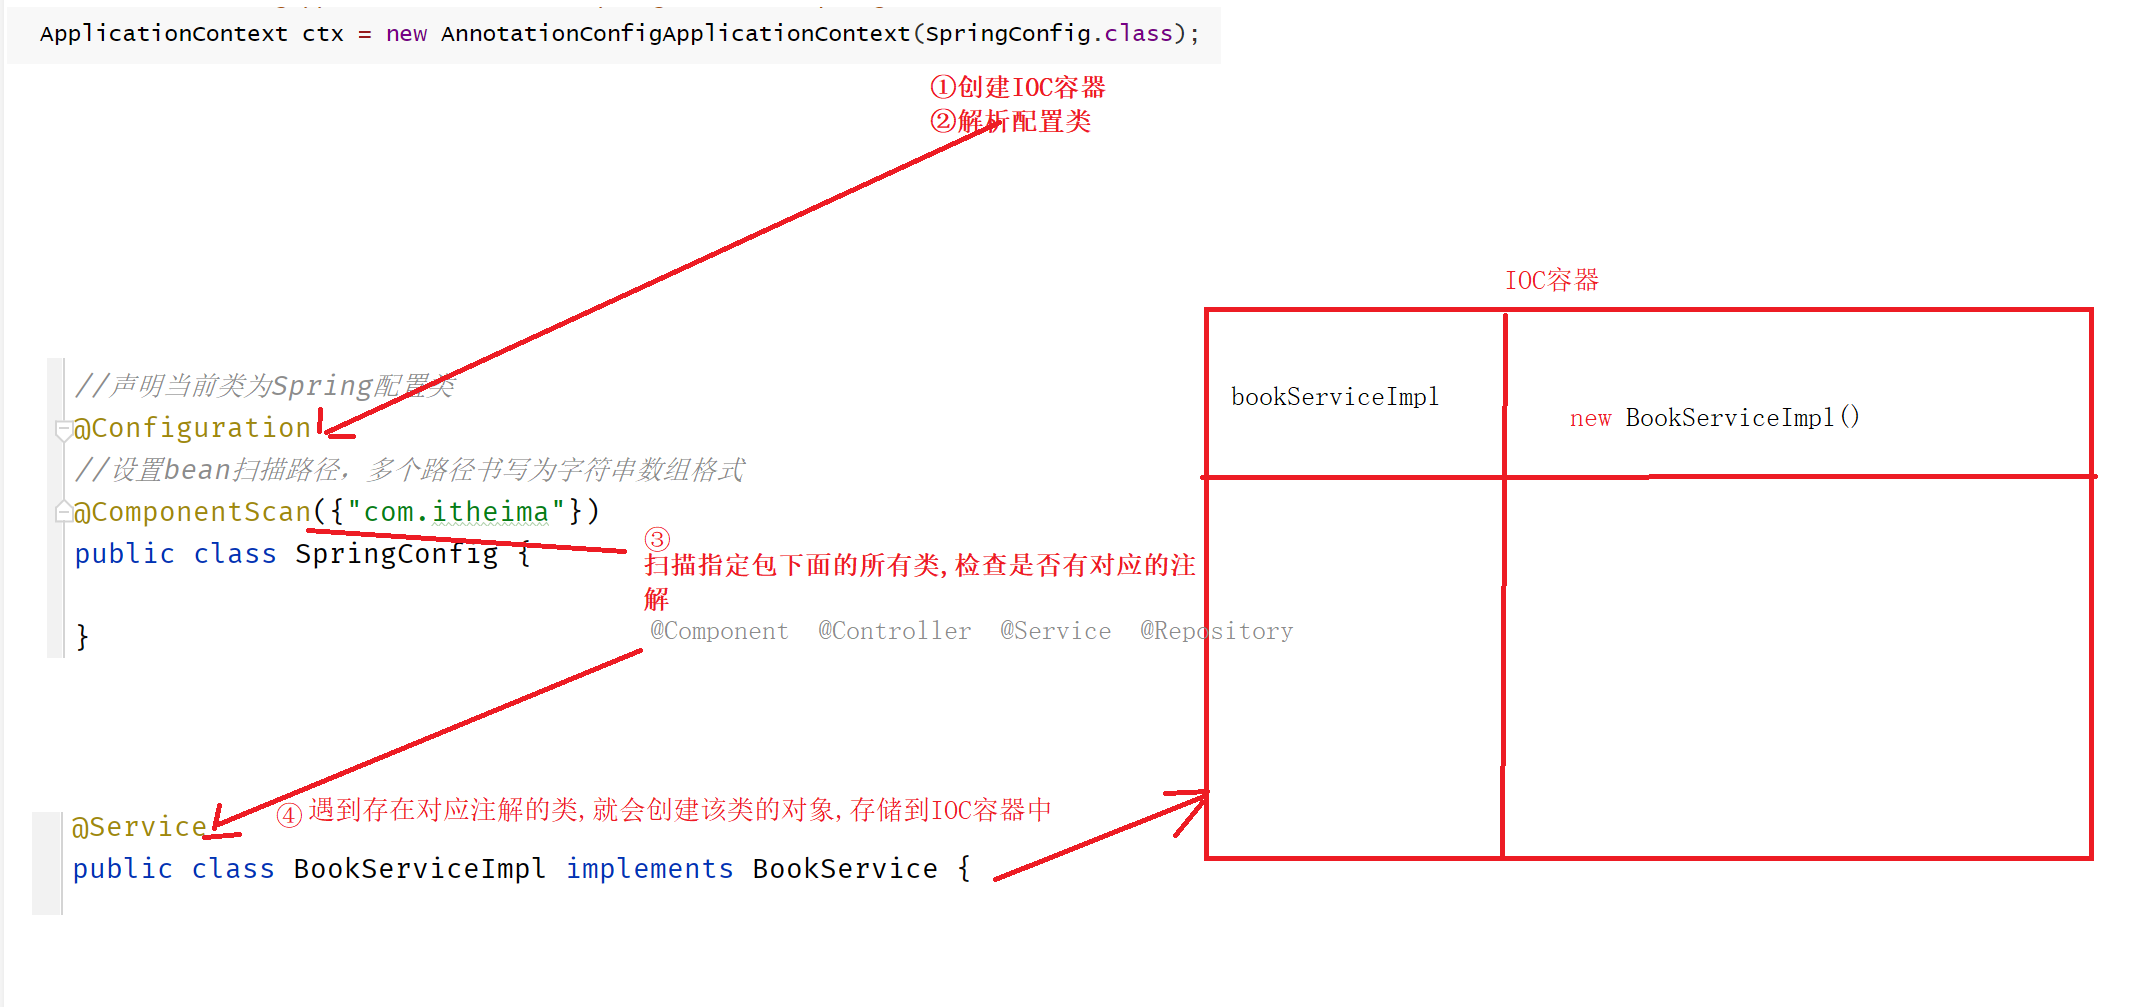 ApplicationContext ctx = new AnnotationConfigApplicationContext(SpringConfig.class);
①创建IOC容器
②解析配置类
IOC容器
bookServiceImpl
new BookServiceImpl()
//声明当前类为Spring配置类
@Configuration
//设置bean扫描路径，多个路径书写为字符串数组格式
@ComponentScan({"com.itheima"})
public class SpringConfig {
}
③
扫描指定包下面的所有类,检查是否有对应的注
解
@Component @Controller @Service @Repository
④ 遇到存在对应注解的类,就会创建该类的对象,存储到IOC容器中
@Service
public class BookServiceImpl implements BookService {